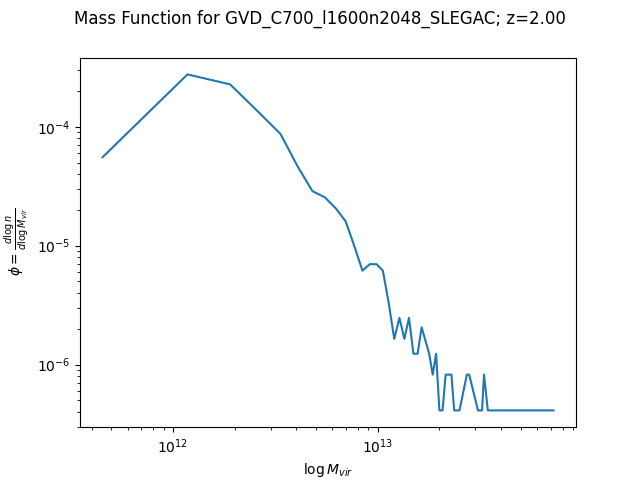 Mass Function for GVD_C700_l1600n2048_SLEGAC; z=2.00
10⁻⁴
10⁻⁵
10⁻⁶
ϕ = d log n / d log M_vir
10¹² 10¹³
log M_vir